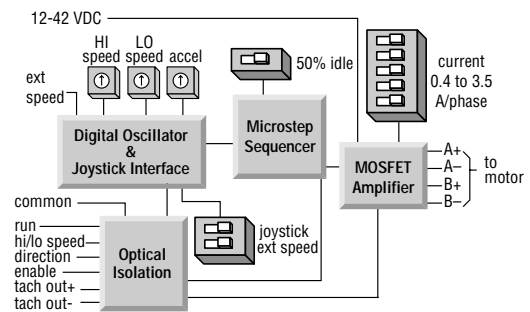 12-42 VDC
HI
speed
LO
speed
accel
ext
speed
50% idle
current
0.4 to 3.5
A/phase
Digital Oscillator
&
Joystick Interface
Microstep
Sequencer
MOSFET
Amplifier
A+
A–
B+
B–
to
motor
common
run
hi/lo speed
direction
enable
tach out+
tach out-
Optical
Isolation
joystick
ext speed